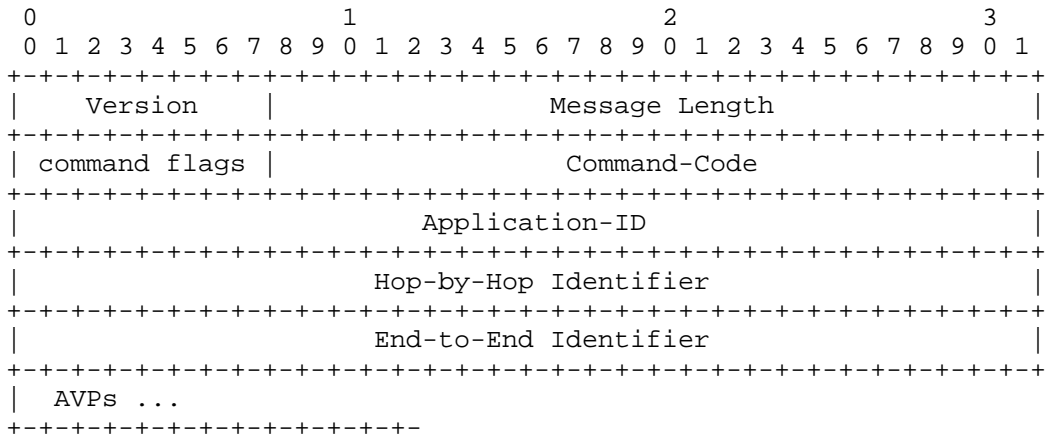 0                   1                   2                   3
 0 1 2 3 4 5 6 7 8 9 0 1 2 3 4 5 6 7 8 9 0 1 2 3 4 5 6 7 8 9 0 1
+-+-+-+-+-+-+-+-+-+-+-+-+-+-+-+-+-+-+-+-+-+-+-+-+-+-+-+-+-+-+-+-+
|    Version    |                 Message Length                |
+-+-+-+-+-+-+-+-+-+-+-+-+-+-+-+-+-+-+-+-+-+-+-+-+-+-+-+-+-+-+-+-+
| command flags |                  Command-Code                 |
+-+-+-+-+-+-+-+-+-+-+-+-+-+-+-+-+-+-+-+-+-+-+-+-+-+-+-+-+-+-+-+-+
|                         Application-ID                        |
+-+-+-+-+-+-+-+-+-+-+-+-+-+-+-+-+-+-+-+-+-+-+-+-+-+-+-+-+-+-+-+-+
|                      Hop-by-Hop Identifier                    |
+-+-+-+-+-+-+-+-+-+-+-+-+-+-+-+-+-+-+-+-+-+-+-+-+-+-+-+-+-+-+-+-+
|                      End-to-End Identifier                    |
+-+-+-+-+-+-+-+-+-+-+-+-+-+-+-+-+-+-+-+-+-+-+-+-+-+-+-+-+-+-+-+-+
|  AVPs ...
+-+-+-+-+-+-+-+-+-+-+-+-+-